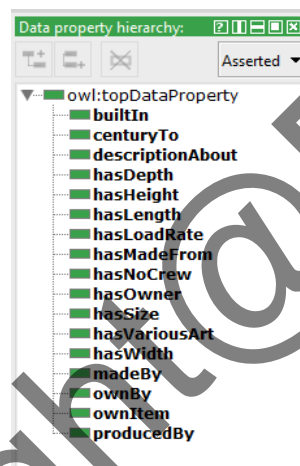 Data property hierarchy:
Asserted
owl:topDataProperty
builtIn
centuryTo
descriptionAbout
hasDepth
hasHeight
hasLength
hasLoadRate
hasMadeFrom
hasNoCrew
hasOwner
hasSize
hasVariousArt
hasWidth
madeBy
ownBy
ownItem
producedBy